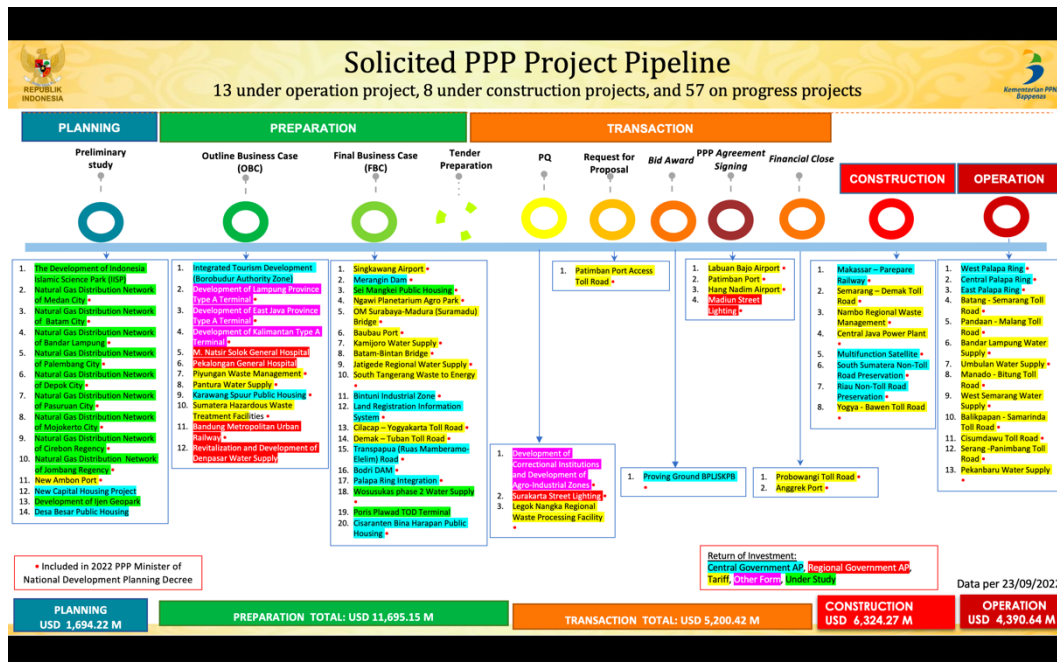 Solicited PPP Project Pipeline
13 under operation project, 8 under construction projects, and 57 on progress projects
REPUBLIK
INDONESIA
Kementerian PPN/
Bappenas
PLANNING
PREPARATION
TRANSACTION
Preliminary
study
Outline Business Case
(OBC)
Final Business Case
(FBC)
Tender
Preparation
PQ
Request for
Proposal
Bid Award
PPP Agreement
Signing
Financial Close
CONSTRUCTION
OPERATION
1. The Development of Indonesia
Islamic Science Park (IISP)
2. Natural Gas Distribution Network
of Medan City •
3. Natural Gas Distribution Network
of Batam City •
4. Natural Gas Distribution Network
of Bandar Lampung •
5. Natural Gas Distribution Network
of Palembang City •
6. Natural Gas Distribution Network
of Depok City •
7. Natural Gas Distribution Network
of Pasuruan City •
8. Natural Gas Distribution Network
of Mojokerto City •
9. Natural Gas Distribution Network
of Cirebon Regency •
10. Natural Gas Distribution Network
of Jombang Regency •
11. New Ambon Port •
12. New Capital Housing Project
13. Development of Ijen Geopark
14. Desa Besar Public Housing
1. Integrated Tourism Development
(Borobudur Authority Zone) •
2. Development of Lampung Province
Type A Terminal •
3. Development of East Java Province
Type A Terminal •
4. Development of Kalimantan Type A
Terminal •
5. M. Natsir Solok General Hospital
6. Pekalongan General Hospital
7. Piyungan Waste Management •
8. Pantura Water Supply •
9. Karawang Spuur Public Housing •
10. Sumatera Hazardous Waste
Treatment Facilities •
11. Bandung Metropolitan Urban
Railway •
12. Revitalization and Development of
Denpasar Water Supply
1. Singkawang Airport •
2. Merangin Dam •
3. Sei Mangkei Public Housing •
4. Ngawi Planetarium Agro Park •
5. OM Surabaya-Madura (Suramadu)
Bridge •
6. Baubau Port •
7. Kamijoro Water Supply •
8. Batam-Bintan Bridge •
9. Jatigede Regional Water Supply •
10. South Tangerang Waste to Energy
•
11. Bintuni Industrial Zone •
12. Land Registration Information
System •
13. Cilacap – Yogyakarta Toll Road •
14. Demak – Tuban Toll Road •
15. Transpapua (Ruas Mamberamo-
Elelim) Road •
16. Bodri DAM •
17. Palapa Ring Integration •
18. Wosusukas phase 2 Water Supply
•
19. Poris Plawad TOD Terminal
20. Cisaranten Bina Harapan Public
Housing •
1. Development of
Correctional Institutions
and Development of
Agro-Industrial Zones •
2. Surakarta Street Lighting •
3. Legok Nangka Regional
Waste Processing Facility •
1. Patimban Port Access
Toll Road •
1. Proving Ground BPLJSKPB
•
1. Labuan Bajo Airport •
2. Patimban Port •
3. Hang Nadim Airport •
4. Madiun Street
Lighting •
1. Probowangi Toll Road •
2. Anggrek Port •
1. Makassar – Parepare
Railway •
2. Semarang – Demak Toll
Road •
3. Nambo Regional Waste
Management •
4. Central Java Power Plant
•
5. Multifunction Satellite •
6. South Sumatera Non-Toll
Road Preservation •
7. Riau Non-Toll Road
Preservation •
8. Yogya - Bawen Toll Road •
1. West Palapa Ring •
2. Central Palapa Ring •
3. East Palapa Ring •
4. Batang - Semarang Toll
Road •
5. Pandaan - Malang Toll
Road •
6. Bandar Lampung Water
Supply •
7. Umbulan Water Supply •
8. Manado - Bitung Toll
Road •
9. West Semarang Water
Supply •
10. Balikpapan - Samarinda
Toll Road •
11. Cisumdawu Toll Road •
12. Serang -Panimbang Toll
Road •
13. Pekanbaru Water Supply
•
• Included in 2022 PPP Minister of
National Development Planning Decree
Return of Investment:
Central Government AP, Regional Government AP,
Tariff, Other Form, Under Study
Data per 23/09/2022
PLANNING
USD 1,694.22 M
PREPARATION TOTAL: USD 11,695.15 M
TRANSACTION TOTAL: USD 5,200.42 M
CONSTRUCTION
USD 6,324.27 M
OPERATION
USD 4,390.64 M